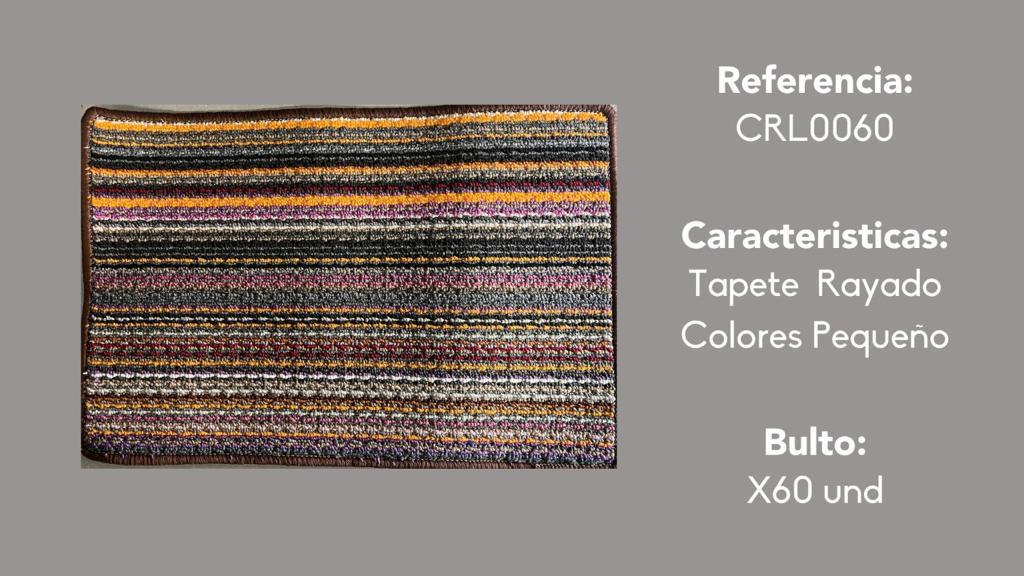 Referencia:
CRL0060
Caracteristicas:
Tapete Rayado
Colores Pequeño
Bulto:
X60 und